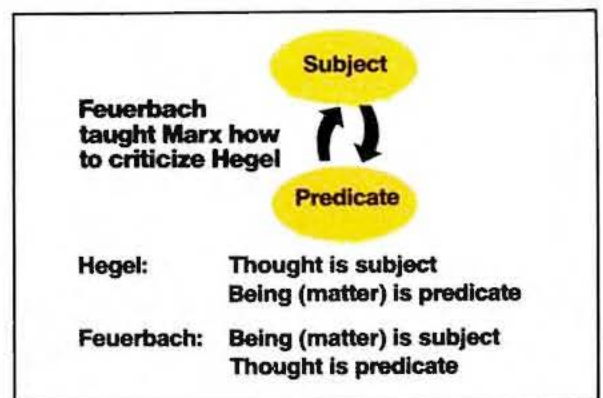 Subject
Feuerbach
taught Marx how
to criticize Hegel
Predicate
Hegel: Thought is subject
Being (matter) is predicate
Feuerbach: Being (matter) is subject
Thought is predicate